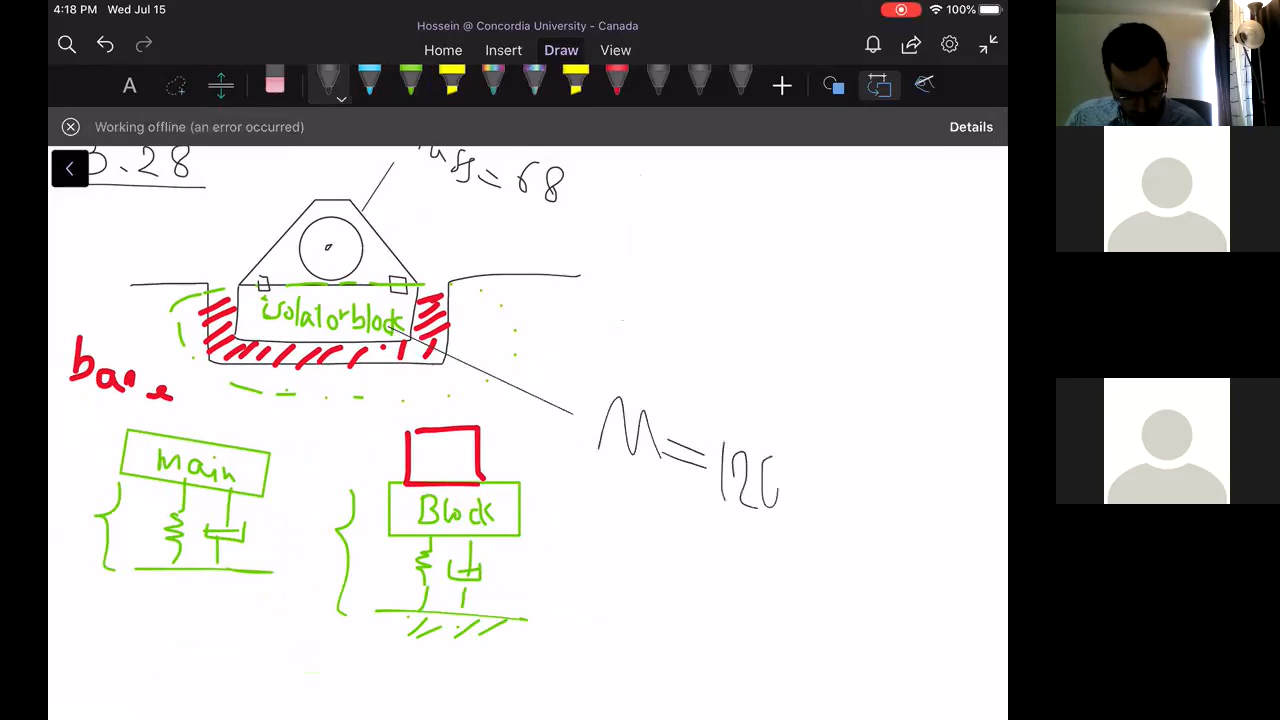 4:18 PM Wed Jul 15
100%
Hossein @ Concordia University - Canada
Home Insert Draw View
A
Working offline (an error occurred)
Details
.28
= 68
isolator block
base
M = 120
main
Block